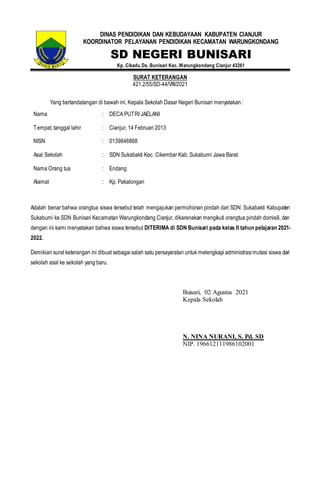 DINAS PENDIDIKAN DAN KEBUDAYAAN KABUPATEN CIANJUR
KOORDINATOR PELAYANAN PENDIDIKAN KECAMATAN WARUNGKONDANG
SD NEGERI BUNISARI
Kp. Cikadu Ds. Bunisari Kec. Warungkondang Cianjur 43261
SURAT KETERANGAN
421.2/55/SD-44/VIII/2021
Yang bertandatangan di bawah ini, Kepala Sekolah Dasar Negeri Bunisari menyatakan :
Nama : DECA PUTRI JAELANI
Tempat, tanggal lahir : Cianjur, 14 Februari 2013
NISN : 0139846868
Asal Sekolah : SDN Sukabakti Kec. Cikembar Kab. Sukabumi Jawa Barat
Nama Orang tua : Endang
Alamat : Kp. Pakalongan
Adalah benar bahwa orangtua siswa tersebut telah mengajukan permohonan pindah dari SDN Sukabakti Kabupaten
Sukabumi ke SDN Bunisari Kecamatan Warungkondang Cianjur, dikarenakan mengikuti orangtua pindah domisili, dan
dengan ini kami menyatakan bahwa siswa tersebut DITERIMA di SDN Bunisari pada kelas II tahun pelajaran 2021-
2022.
Demikian surat keterangan ini dibuat sebagai salah satu persayaratan untuk melengkapi administrasi mutasi siswa dari
sekolah asal ke sekolah yang baru.
Buisari, 02 Agustus 2021
Kepala Sekolah
N. NINA NURANI, S. Pd. SD
NIP. 19661211198610 2001